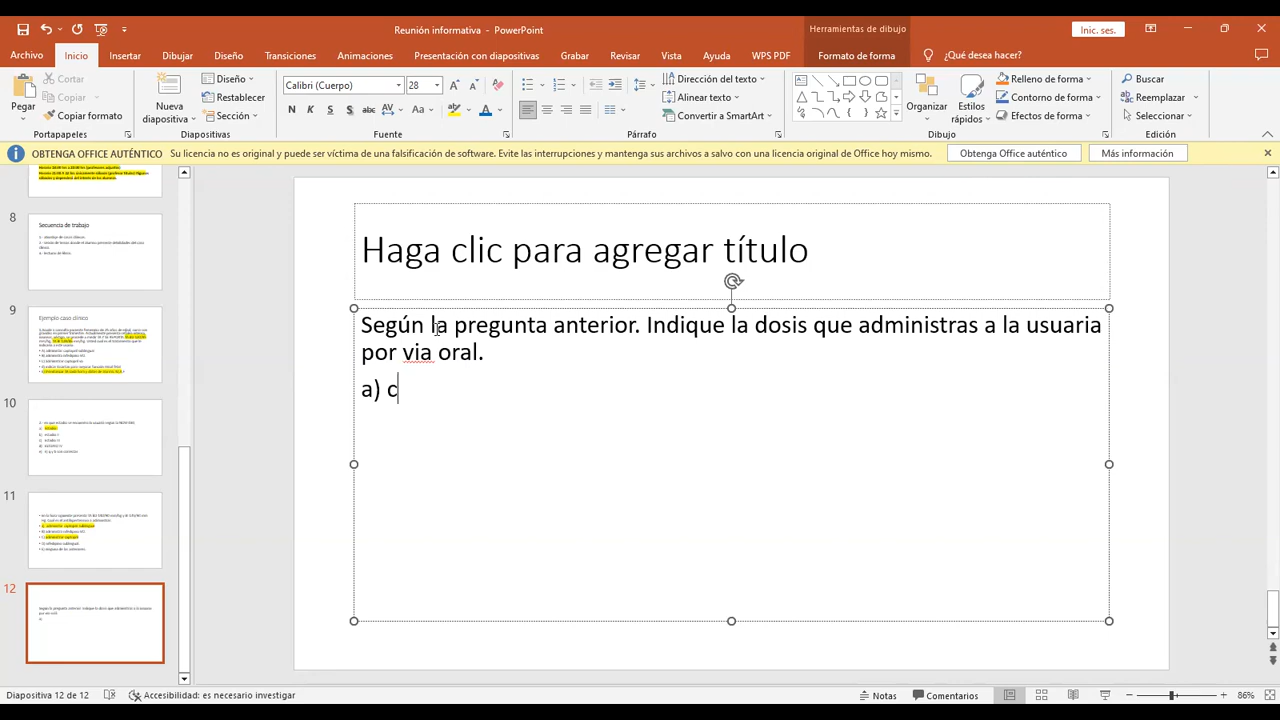 Reunión informativa - PowerPoint
Herramientas de dibujo
Inic. ses.
Archivo Inicio Insertar Dibujar Diseño Transiciones Animaciones Presentación con diapositivas Grabar Revisar Vista Ayuda WPS PDF Formato de forma ¿Qué desea hacer?
Pegar
Cortar
Copiar
Copiar formato
Portapapeles
Nueva
diapositiva
Diseño
Restablecer
Sección
Diapositivas
Calibri (Cuerpo) 28
N K S S abc AV Aa A
Fuente
Párrafo
Dirección del texto
Alinear texto
Convertir a SmartArt
Organizar
Estilos
rápidos
Relleno de forma
Contorno de forma
Efectos de forma
Dibujo
Buscar
Reemplazar
Seleccionar
Edición
OBTENGA OFFICE AUTÉNTICO Su licencia no es original y puede ser víctima de una falsificación de software. Evite las interrupciones y mantenga sus archivos a salvo con una licencia original de Office hoy mismo. Obtenga Office auténtico Más información
8
Secuencia de trabajo
9
Ejemplo caso clínico
10
11
12
Haga clic para agregar título
Según la pregunta anterior. Indique la dosis que administras a la usuaria
por via oral.
a) c
Diapositiva 12 de 12 Accesibilidad: es necesario investigar Notas Comentarios 86%